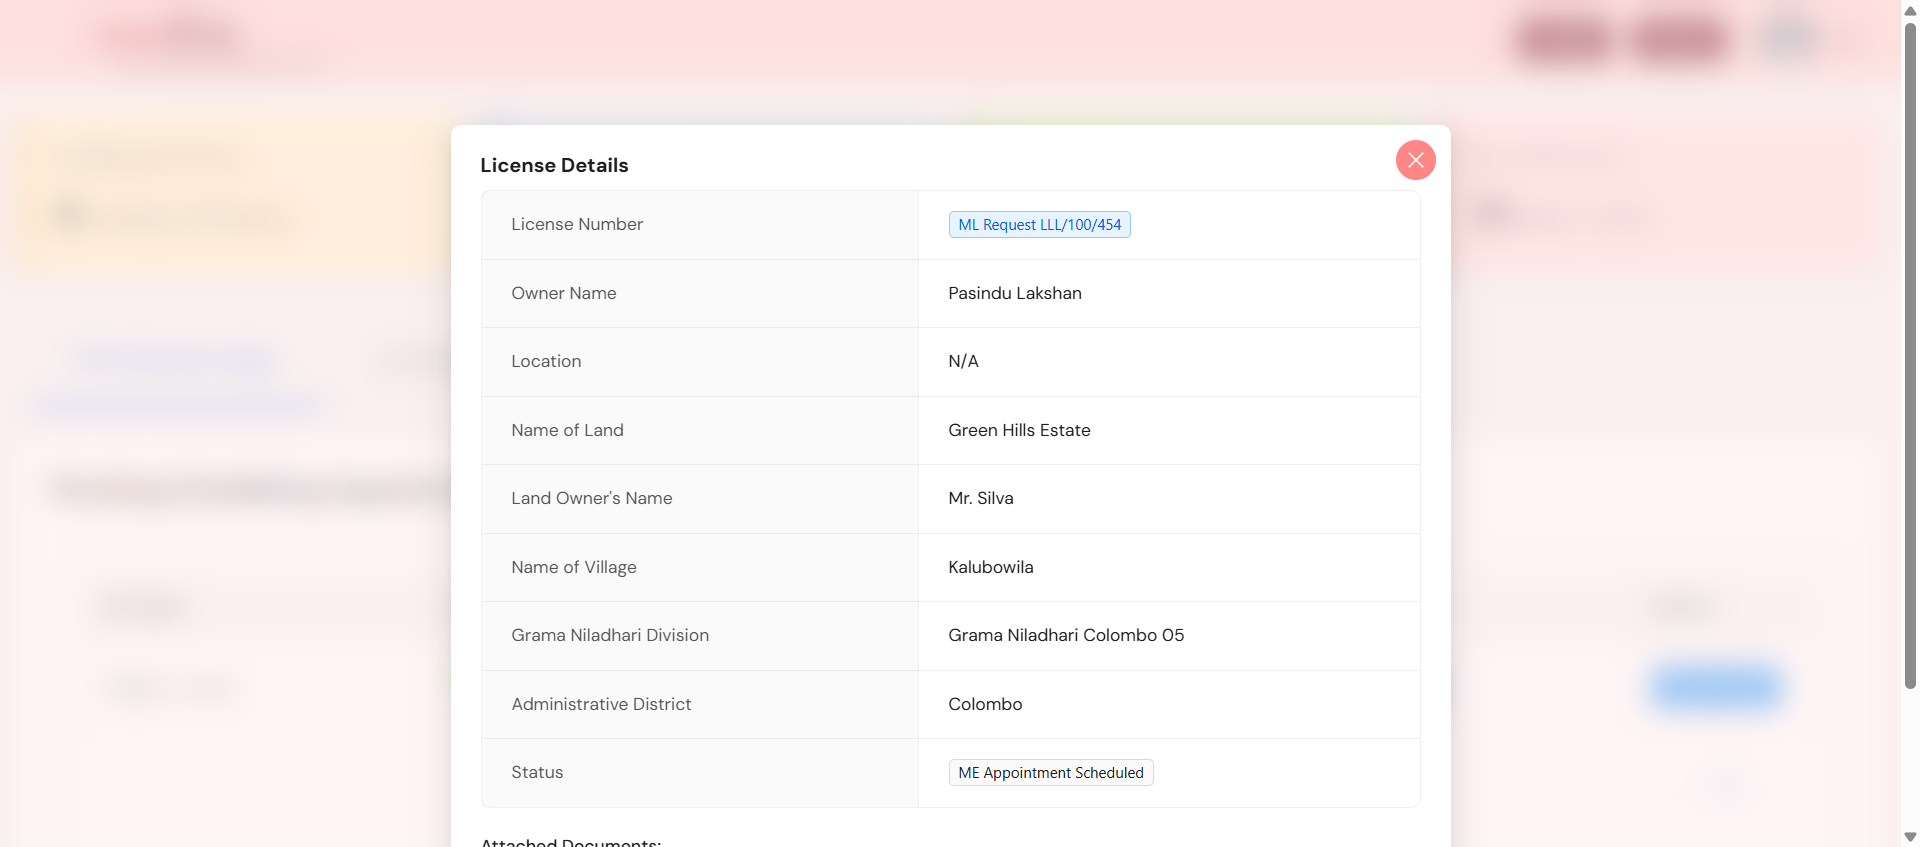 License Details
License Number ML Request LLL/100/454
Owner Name Pasindu Lakshan
Location N/A
Name of Land Green Hills Estate
Land Owner's Name Mr. Silva
Name of Village Kalubowila
Grama Niladhari Division Grama Niladhari Colombo 05
Administrative District Colombo
Status ME Appointment Scheduled
Attached Documents: